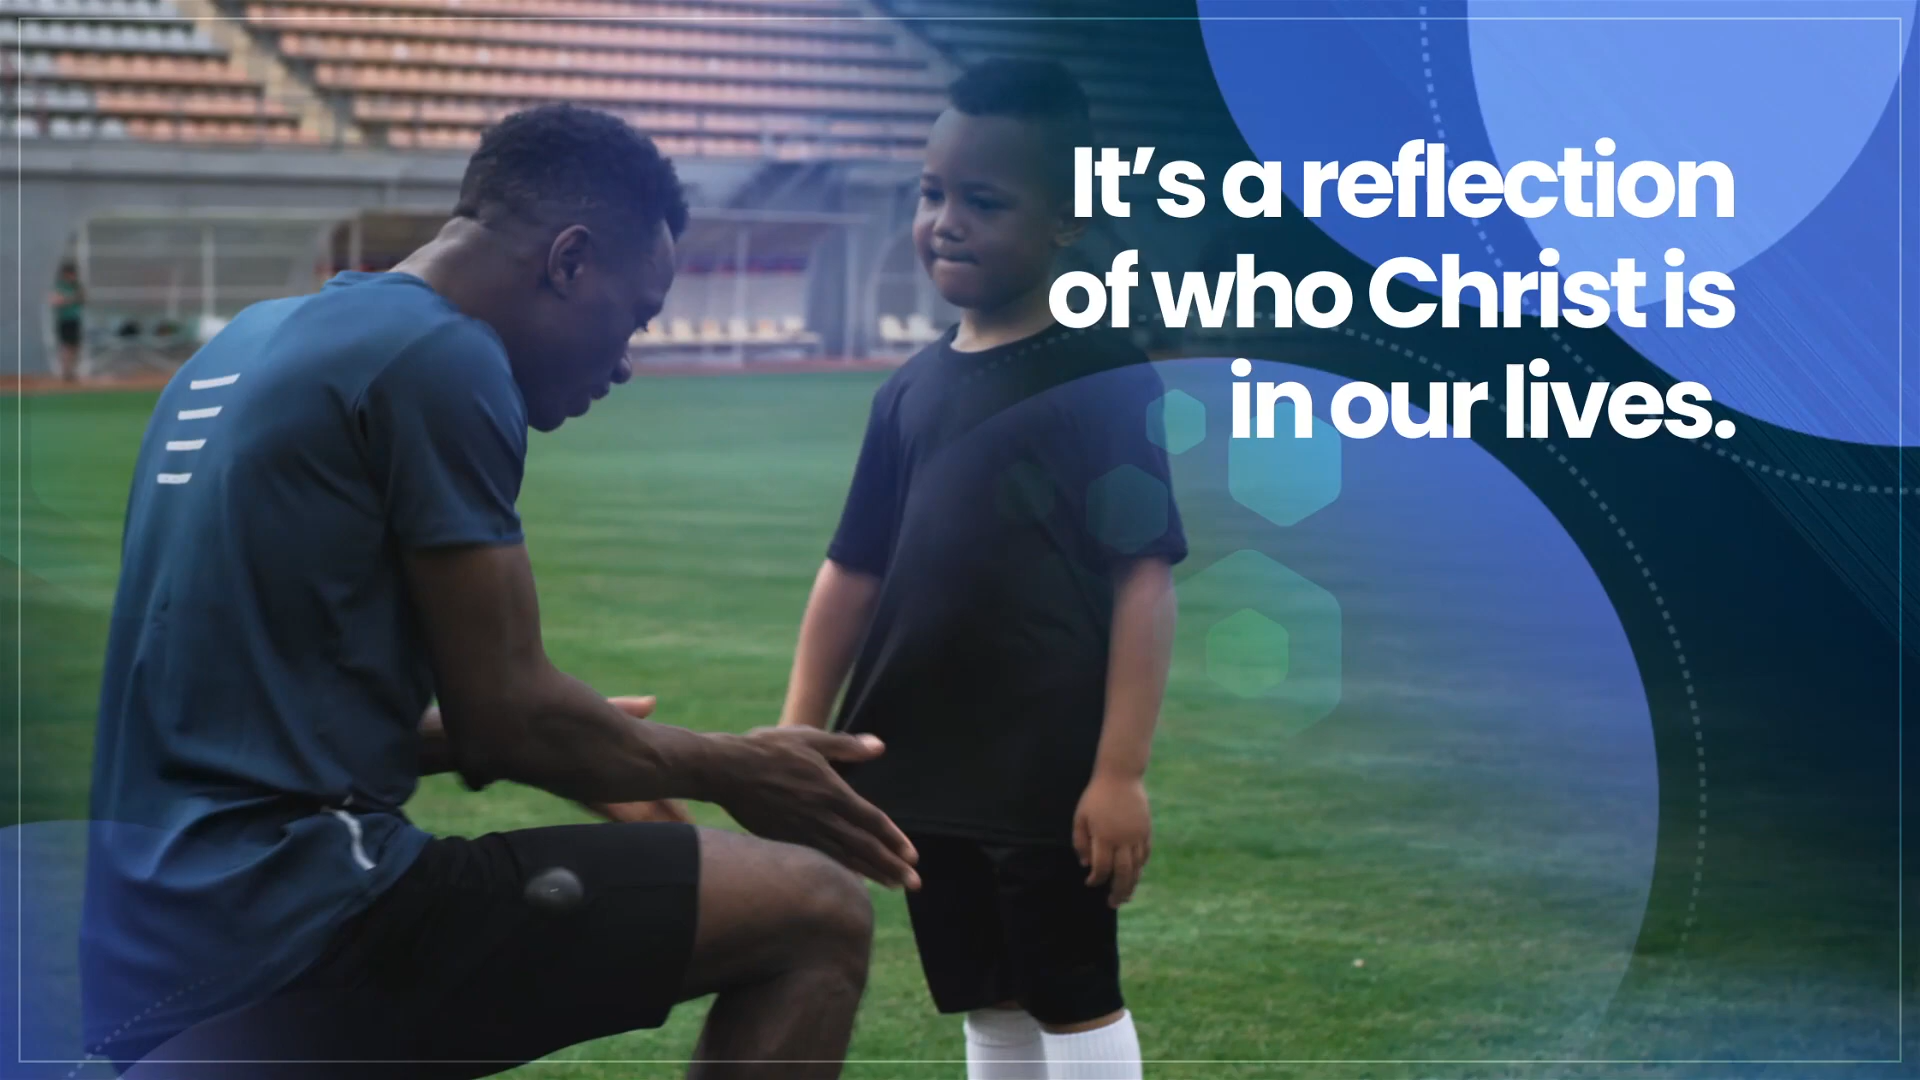 It’s a reflection
of who Christ is
in our lives.